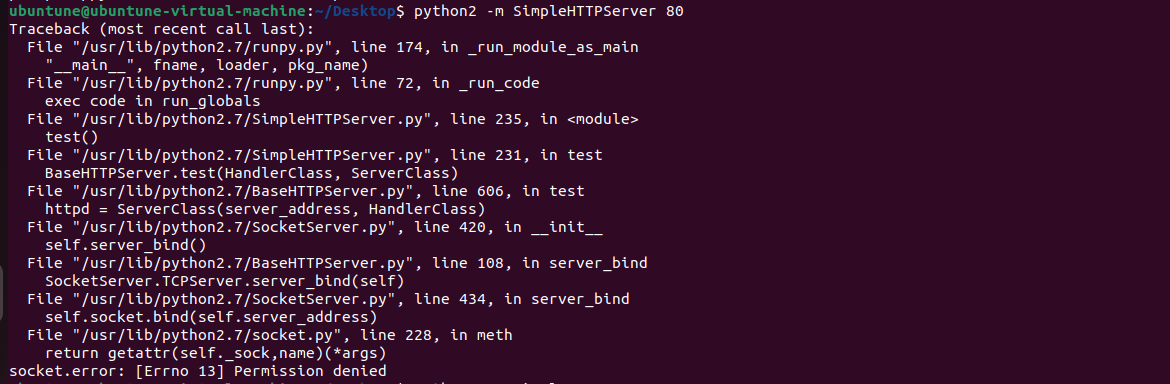 ubuntune@ubuntune-virtual-machine:~/Desktop$ python2 -m SimpleHTTPServer 80
Traceback (most recent call last):
  File "/usr/lib/python2.7/runpy.py", line 174, in _run_module_as_main
    "__main__", fname, loader, pkg_name)
  File "/usr/lib/python2.7/runpy.py", line 72, in _run_code
    exec code in run_globals
  File "/usr/lib/python2.7/SimpleHTTPServer.py", line 235, in <module>
    test()
  File "/usr/lib/python2.7/SimpleHTTPServer.py", line 231, in test
    BaseHTTPServer.test(HandlerClass, ServerClass)
  File "/usr/lib/python2.7/BaseHTTPServer.py", line 606, in test
    httpd = ServerClass(server_address, HandlerClass)
  File "/usr/lib/python2.7/SocketServer.py", line 420, in __init__
    self.server_bind()
  File "/usr/lib/python2.7/BaseHTTPServer.py", line 108, in server_bind
    SocketServer.TCPServer.server_bind(self)
  File "/usr/lib/python2.7/SocketServer.py", line 434, in server_bind
    self.socket.bind(self.server_address)
  File "/usr/lib/python2.7/socket.py", line 228, in meth
    return getattr(self._sock,name)(*args)
socket.error: [Errno 13] Permission denied